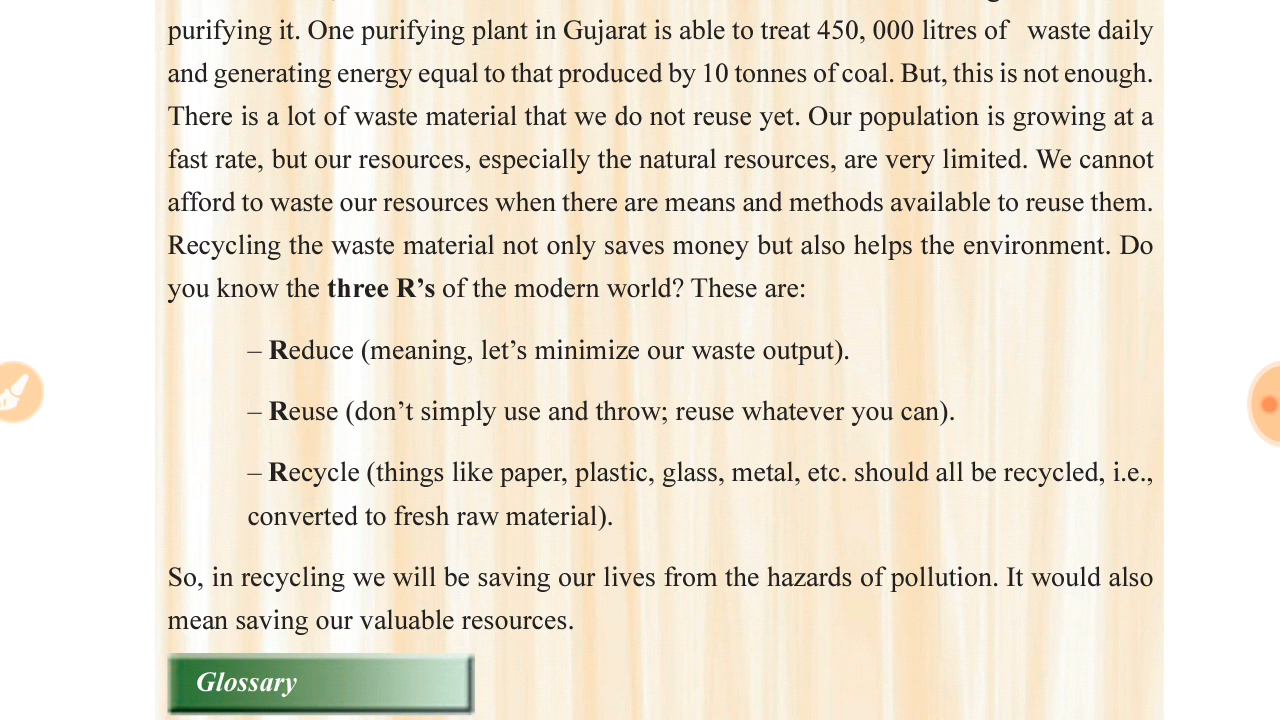 purifying it. One purifying plant in Gujarat is able to treat 450, 000 litres of waste daily
and generating energy equal to that produced by 10 tonnes of coal. But, this is not enough.
There is a lot of waste material that we do not reuse yet. Our population is growing at a
fast rate, but our resources, especially the natural resources, are very limited. We cannot
afford to waste our resources when there are means and methods available to reuse them.
Recycling the waste material not only saves money but also helps the environment. Do
you know the three R’s of the modern world? These are:
– Reduce (meaning, let’s minimize our waste output).
– Reuse (don’t simply use and throw; reuse whatever you can).
– Recycle (things like paper, plastic, glass, metal, etc. should all be recycled, i.e.,
converted to fresh raw material).
So, in recycling we will be saving our lives from the hazards of pollution. It would also
mean saving our valuable resources.
Glossary